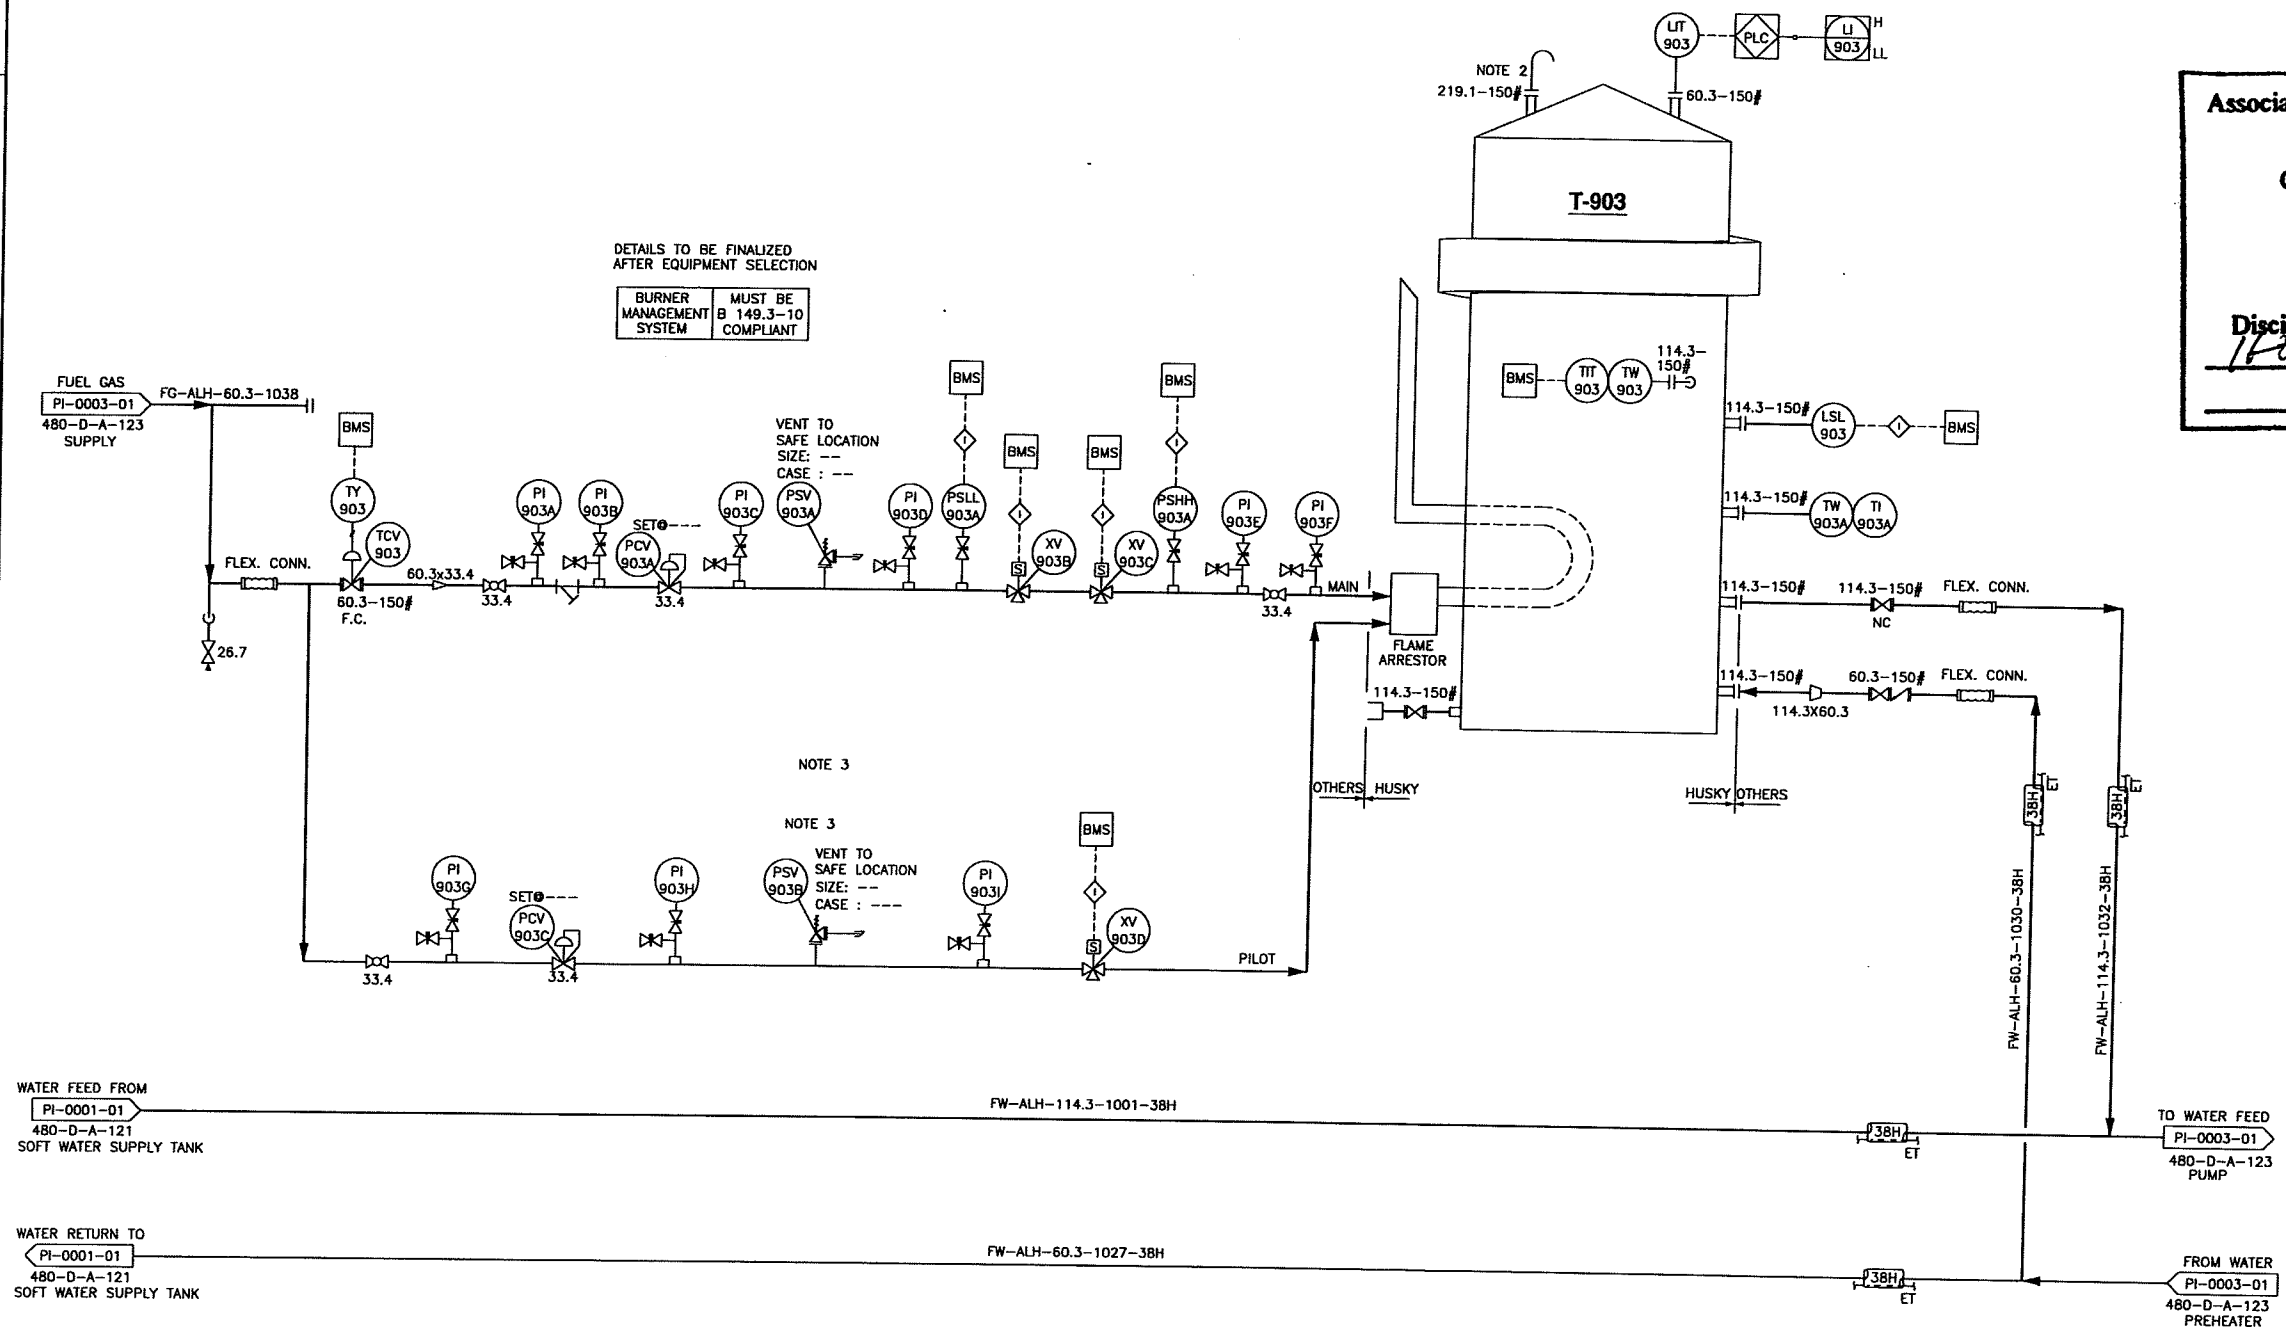 LIT
903
PLC
LI
903
H
LL
NOTE 2
219.1-150#
60.3-150#
Associa
T-903
DETAILS TO BE FINALIZED
AFTER EQUIPMENT SELECTION
BURNER
MANAGEMENT
SYSTEM
MUST BE
B 149.3-10
COMPLIANT
Disci
FUEL GAS
PI-0003-01
480-D-A-123
SUPPLY
FG-ALH-60.3-1038
BMS
TY
903
TCV
903
FLEX. CONN.
60.3-150#
F.C.
60.3x33.4
33.4
26.7
PI
903A
PI
903B
SET@----
PCV
903A
33.4
PI
903C
VENT TO
SAFE LOCATION
SIZE: --
CASE : --
PSV
903A
PI
903D
BMS
I
PSLL
903A
BMS
I
S
XV
903B
BMS
I
S
XV
903C
BMS
I
PSHH
903A
PI
903E
PI
903F
33.4
MAIN
FLAME
ARRESTOR
BMS
TIT
903
TW
903
114.3-
150#
114.3-150#
LSL
903
I
BMS
114.3-150#
TW
903A
TI
903A
114.3-150#
114.3-150#
NC
FLEX. CONN.
114.3-150#
114.3X60.3
60.3-150#
FLEX. CONN.
114.3-150#
OTHERS
HUSKY
HUSKY
OTHERS
38H
ET
38H
ET
FW-ALH-60.3-1030-38H
FW-ALH-114.3-1032-38H
NOTE 3
NOTE 3
PI
903G
SET@----
PCV
903C
33.4
33.4
PI
903H
PSV
903B
VENT TO
SAFE LOCATION
SIZE: --
CASE : ---
PI
903I
BMS
I
S
XV
903D
PILOT
WATER FEED FROM
PI-0001-01
480-D-A-121
SOFT WATER SUPPLY TANK
FW-ALH-114.3-1001-38H
38H
ET
TO WATER FEED
PI-0003-01
480-D-A-123
PUMP
WATER RETURN TO
PI-0001-01
480-D-A-121
SOFT WATER SUPPLY TANK
FW-ALH-60.3-1027-38H
38H
ET
FROM WATER
PI-0003-01
480-D-A-123
PREHEATER